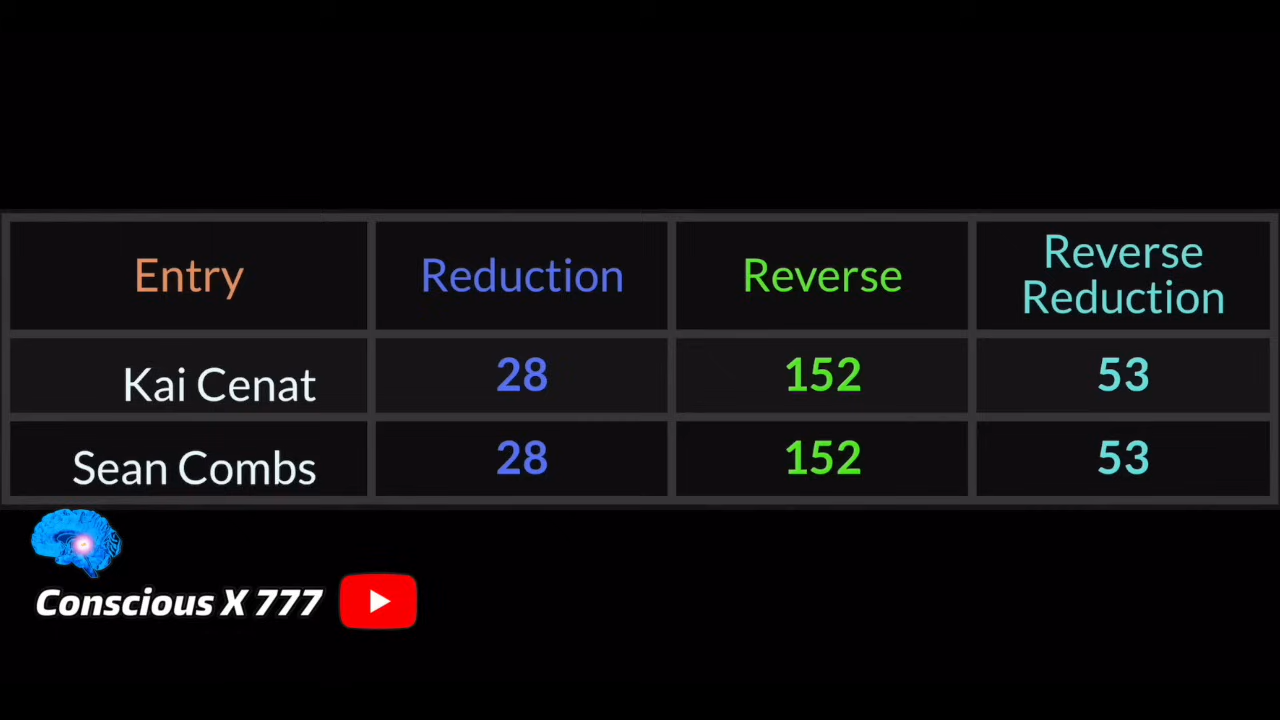 Entry Reduction Reverse Reverse Reduction
Kai Cenat 28 152 53
Sean Combs 28 152 53
Conscious X 777